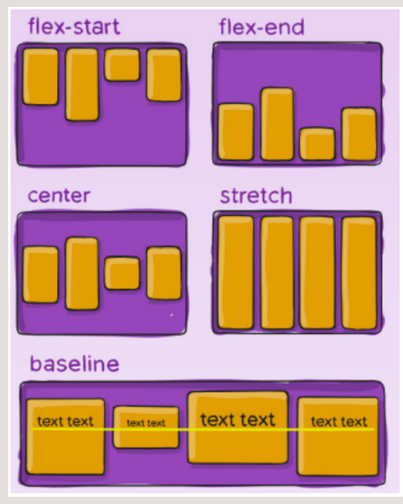 flex-start
flex-end
center
stretch
baseline
text text
text text
text text
text text